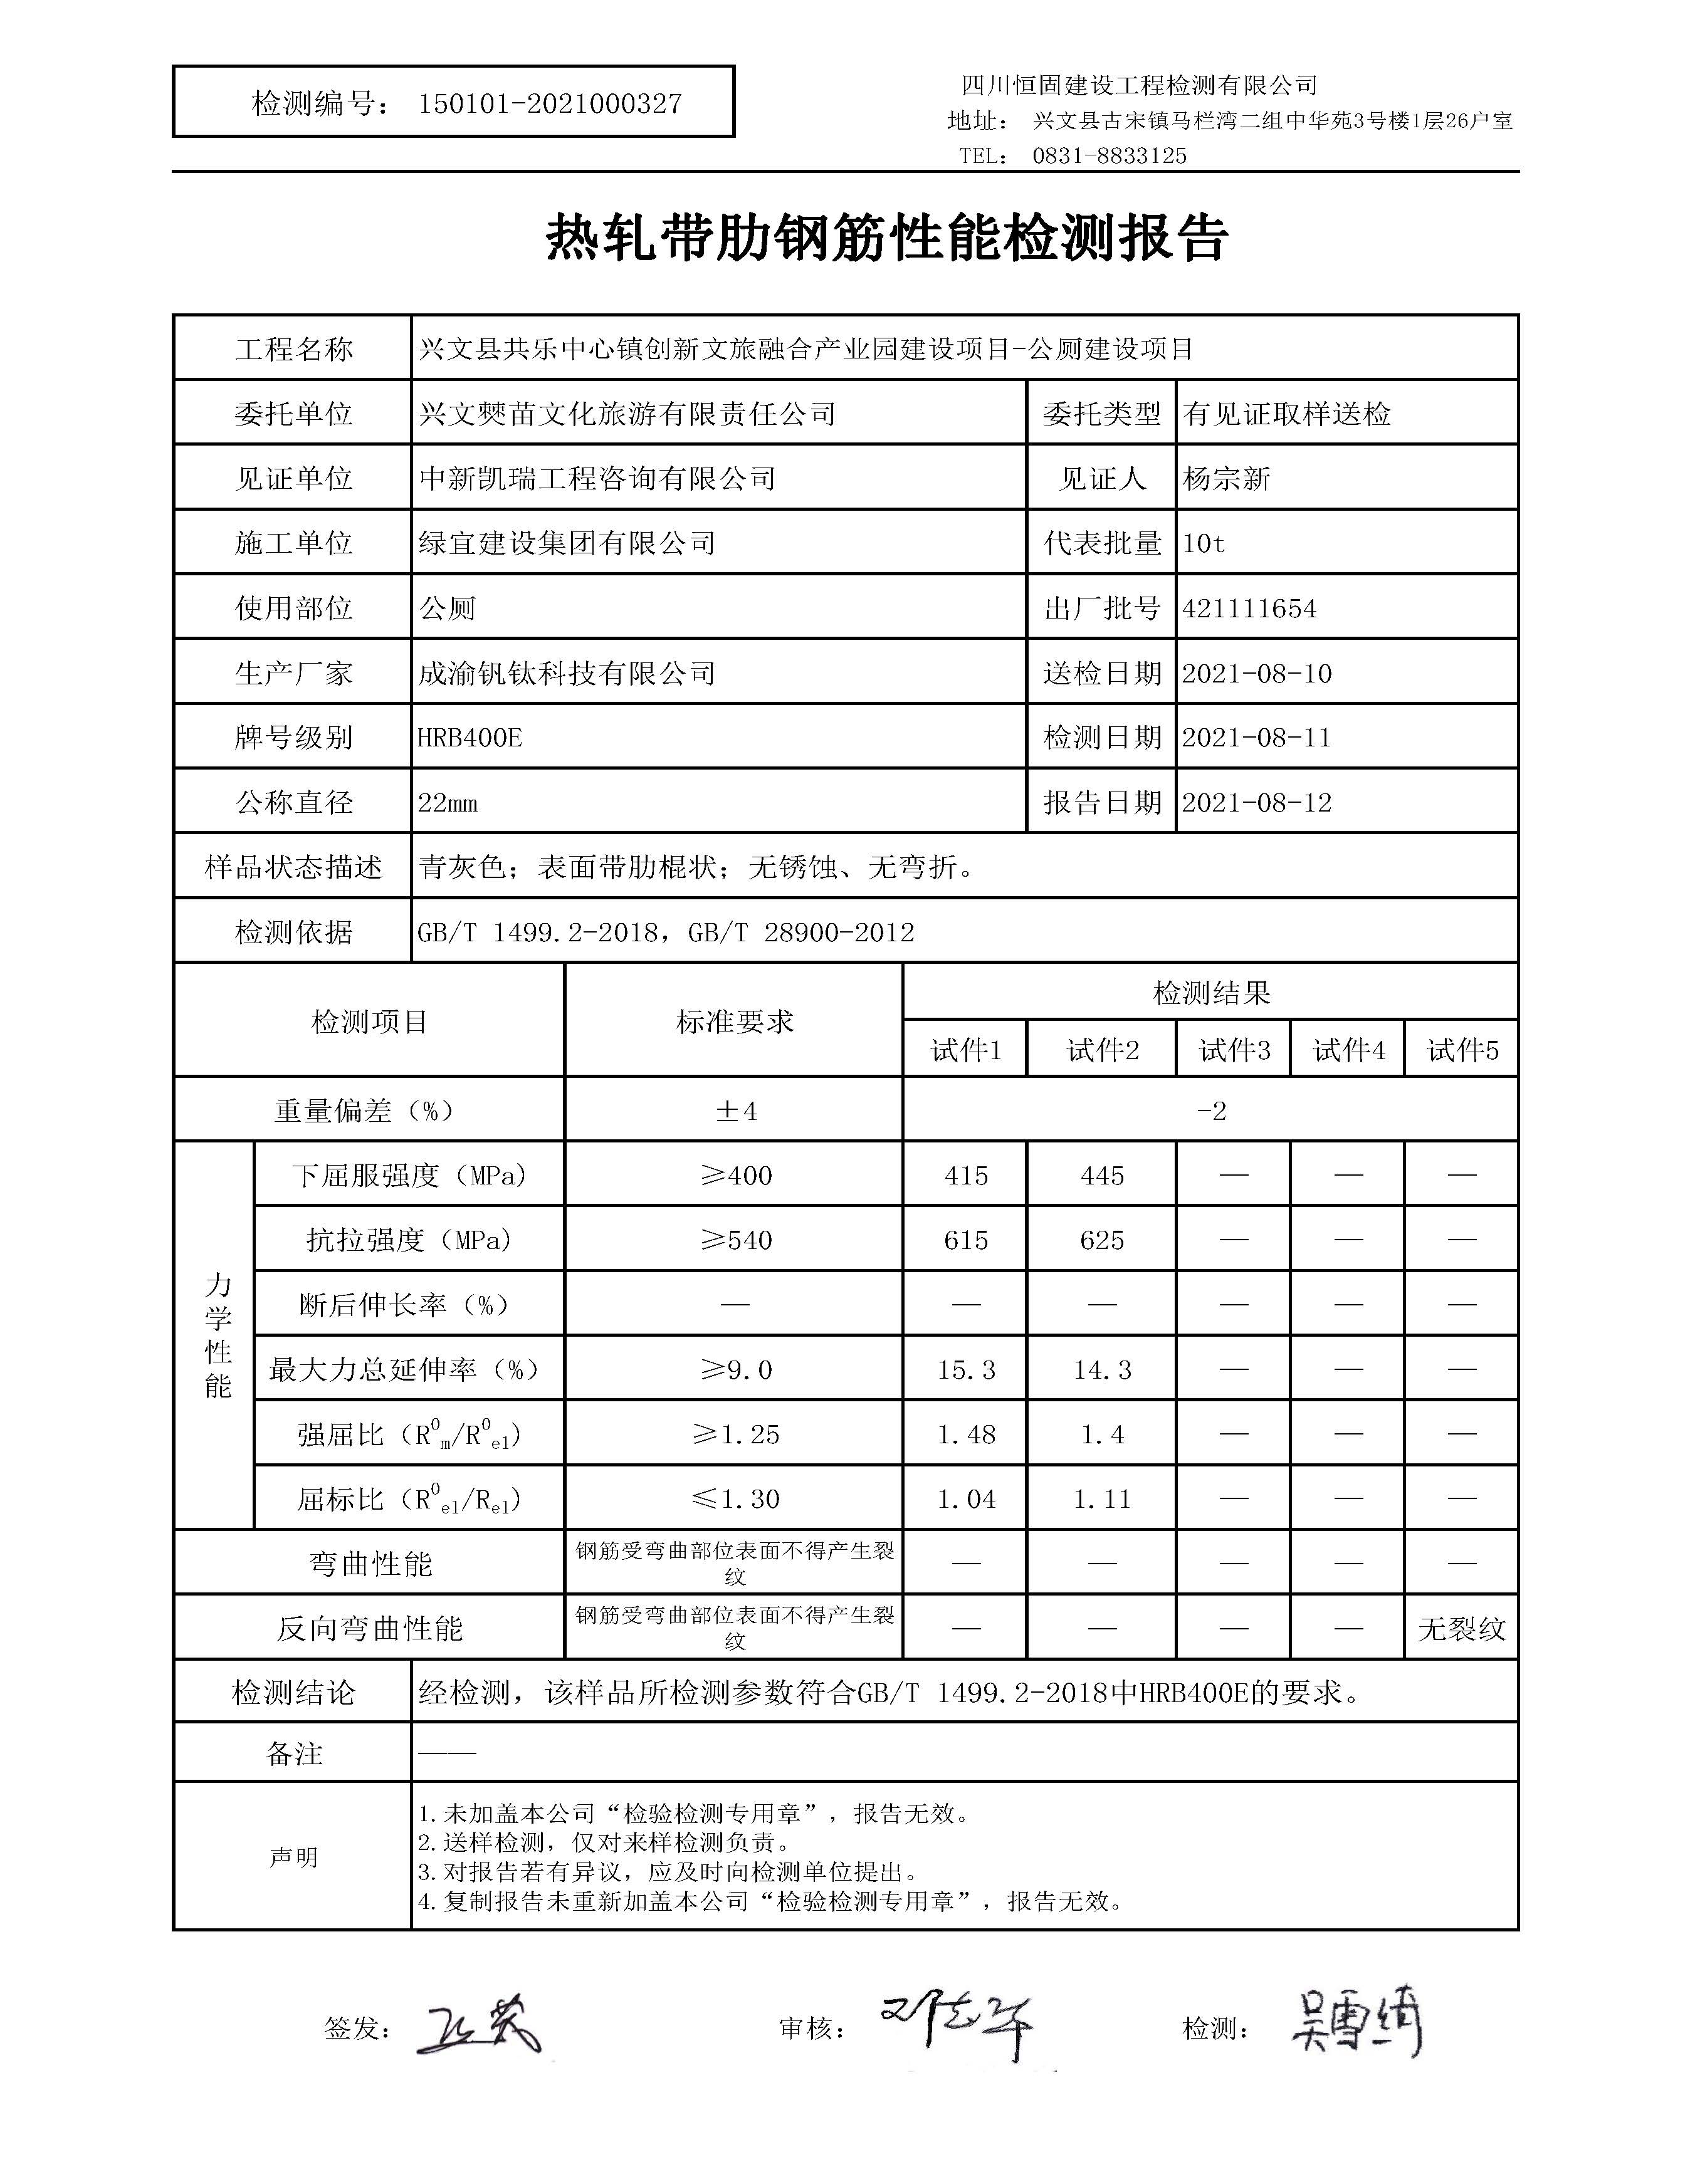 检测编号： 150101-2021000327
四川恒固建设工程检测有限公司
地址： 兴文县古宋镇马栏湾二组中华苑3号楼1层26户室
TEL： 0831-8833125
热轧带肋钢筋性能检测报告
工程名称 兴文县共乐中心镇创新文旅融合产业园建设项目-公厕建设项目
委托单位 兴文僰苗文化旅游有限责任公司 委托类型 有见证取样送检
见证单位 中新凯瑞工程咨询有限公司 见证人 杨宗新
施工单位 绿宜建设集团有限公司 代表批量 10t
使用部位 公厕 出厂批号 421111654
生产厂家 成渝钒钛科技有限公司 送检日期 2021-08-10
牌号级别 HRB400E 检测日期 2021-08-11
公称直径 22mm 报告日期 2021-08-12
样品状态描述 青灰色；表面带肋棍状；无锈蚀、无弯折。
检测依据 GB/T 1499.2-2018，GB/T 28900-2012
检测项目 标准要求 检测结果
试件1 试件2 试件3 试件4 试件5
重量偏差（%） ±4 -2
力学性能
下屈服强度（MPa） ≥400 415 445 — — —
抗拉强度（MPa） ≥540 615 625 — — —
断后伸长率（%） — — — — — —
最大力总延伸率（%） ≥9.0 15.3 14.3 — — —
强屈比（R⁰m/R⁰el） ≥1.25 1.48 1.4 — — —
屈标比（R⁰el/Rel） ≤1.30 1.04 1.11 — — —
弯曲性能 钢筋受弯曲部位表面不得产生裂纹 — — — — —
反向弯曲性能 钢筋受弯曲部位表面不得产生裂纹 — — — — 无裂纹
检测结论 经检测，该样品所检测参数符合GB/T 1499.2-2018中HRB400E的要求。
备注 ——
声明
1.未加盖本公司“检验检测专用章”，报告无效。
2.送样检测，仅对来样检测负责。
3.对报告若有异议，应及时向检测单位提出。
4.复制报告未重新加盖本公司“检验检测专用章”，报告无效。
签发： 审核： 邓志华 检测： 吴雪绮